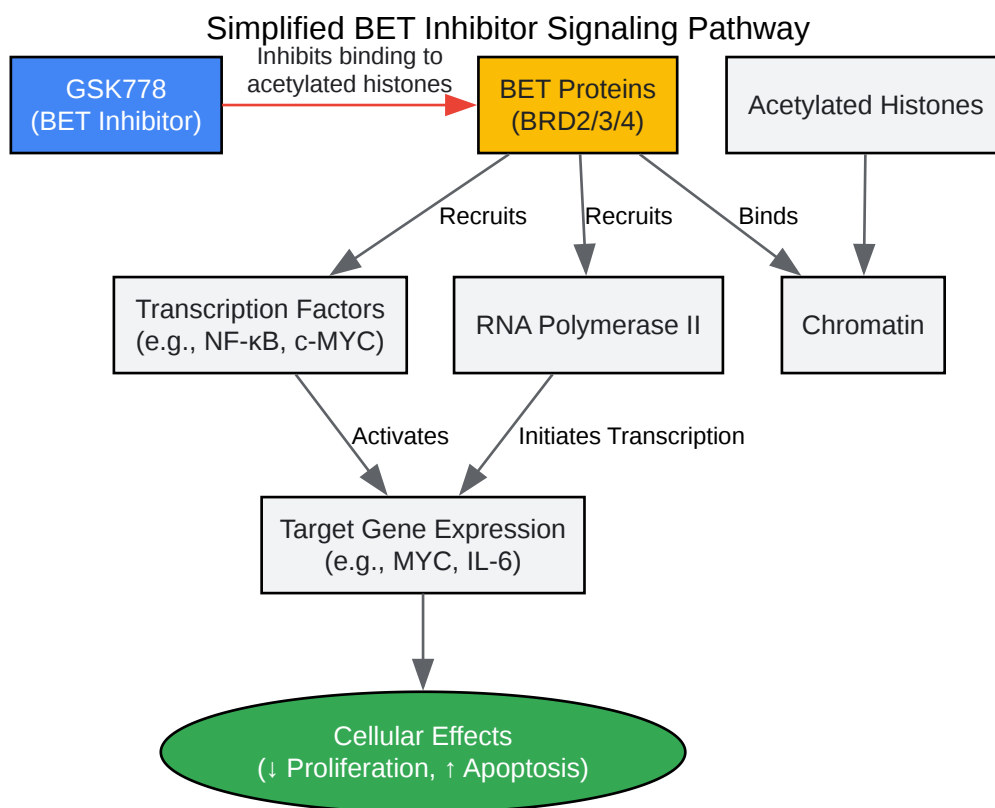 Simplified BET Inhibitor Signaling Pathway
Inhibits binding to
acetylated histones
GSK778
(BET Inhibitor)
BET Proteins
(BRD2/3/4)
Acetylated Histones
Recruits
Recruits
Binds
Transcription Factors
(e.g., NF-κB, c-MYC)
RNA Polymerase II
Chromatin
Activates
Initiates Transcription
Target Gene Expression
(e.g., MYC, IL-6)
Cellular Effects
(↓ Proliferation, ↑ Apoptosis)